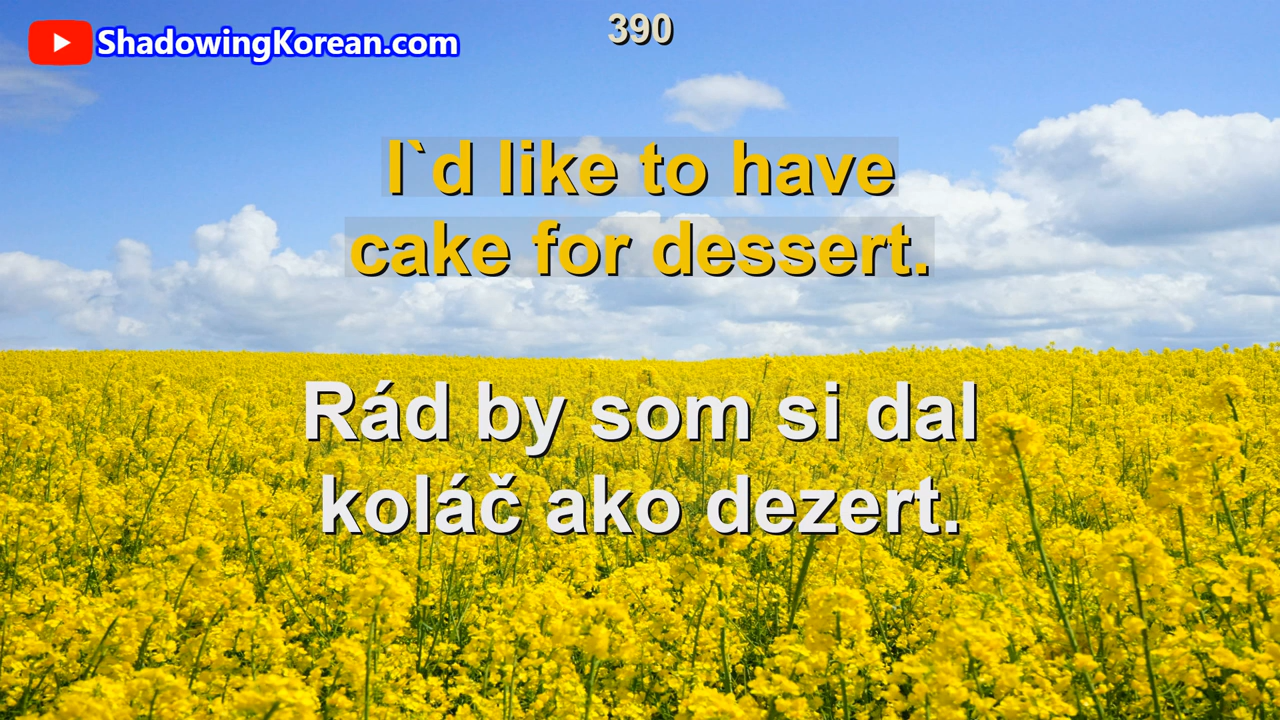 ShadowingKorean.com
390
I`d like to have
cake for dessert.
Rád by som si dal
koláč ako dezert.